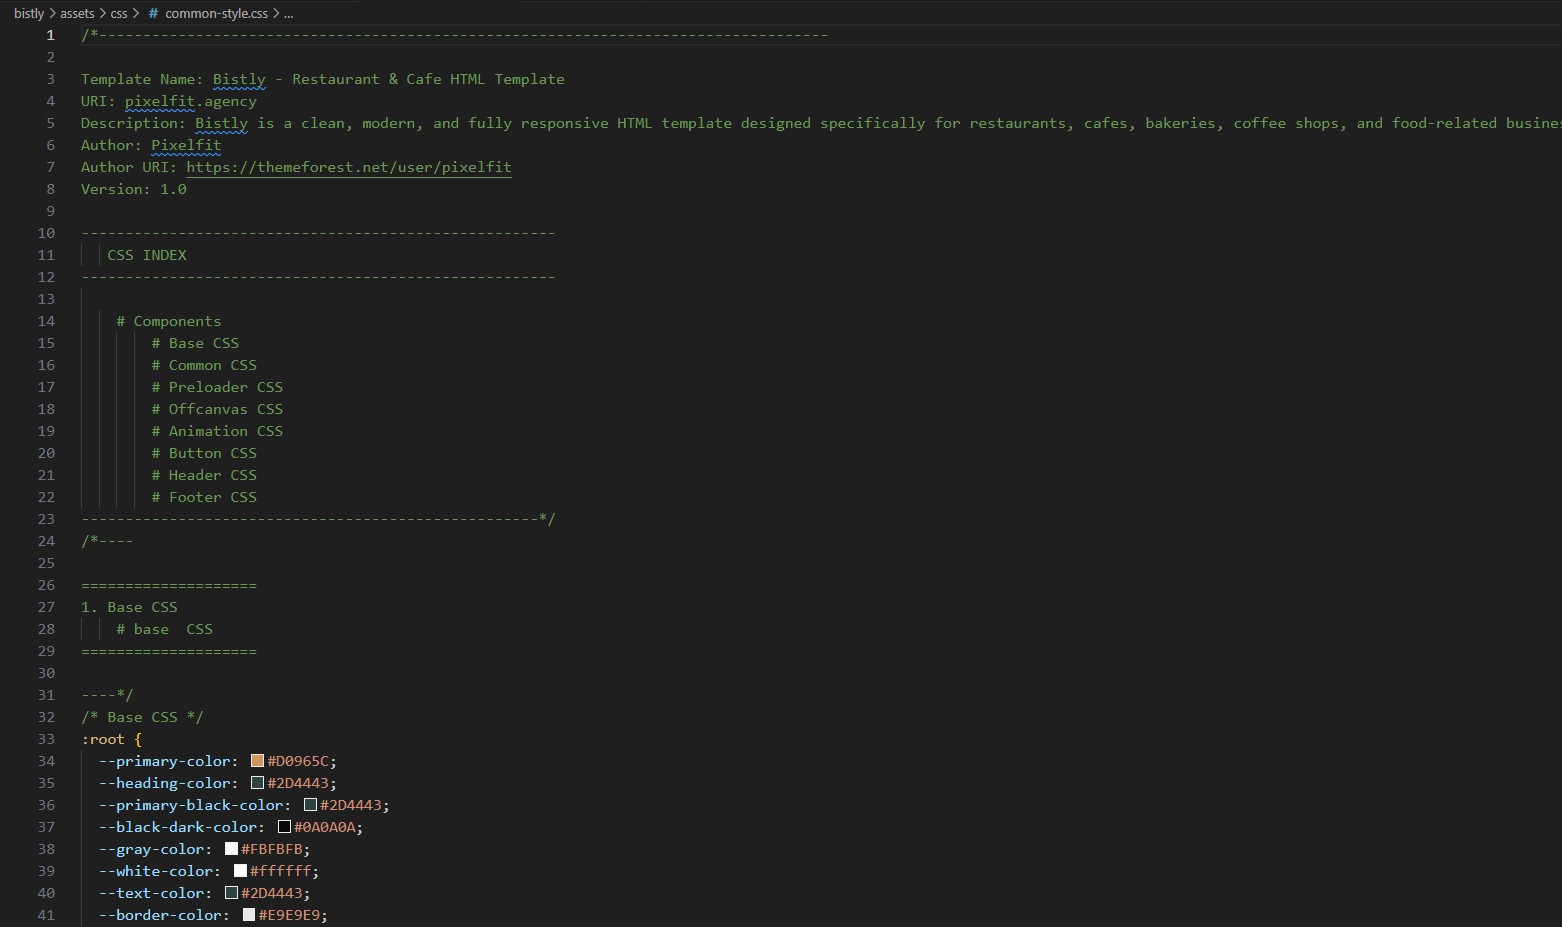 bistly > assets > css > # common-style.css > ...
1 /*-----------------------------------------------------------------------------------
2
3 Template Name: Bistly - Restaurant & Cafe HTML Template
4 URI: pixelfit.agency
5 Description: Bistly is a clean, modern, and fully responsive HTML template designed specifically for restaurants, cafes, bakeries, coffee shops, and food-related
6 Author: Pixelfit
7 Author URI: https://themeforest.net/user/pixelfit
8 Version: 1.0
9
10 ------------------------------------------------------
11 CSS INDEX
12 ------------------------------------------------------
13
14 # Components
15 # Base CSS
16 # Common CSS
17 # Preloader CSS
18 # Offcanvas CSS
19 # Animation CSS
20 # Button CSS
21 # Header CSS
22 # Footer CSS
23 ----------------------------------------------------*/
24 /*----
25
26 ====================
27 1. Base CSS
28 # base  CSS
29 ====================
30
31 ----*/
32 /* Base CSS */
33 :root {
34 --primary-color: #D0965C;
35 --heading-color: #2D4443;
36 --primary-black-color: #2D4443;
37 --black-dark-color: #0A0A0A;
38 --gray-color: #FBFBFB;
39 --white-color: #ffffff;
40 --text-color: #2D4443;
41 --border-color: #E9E9E9;